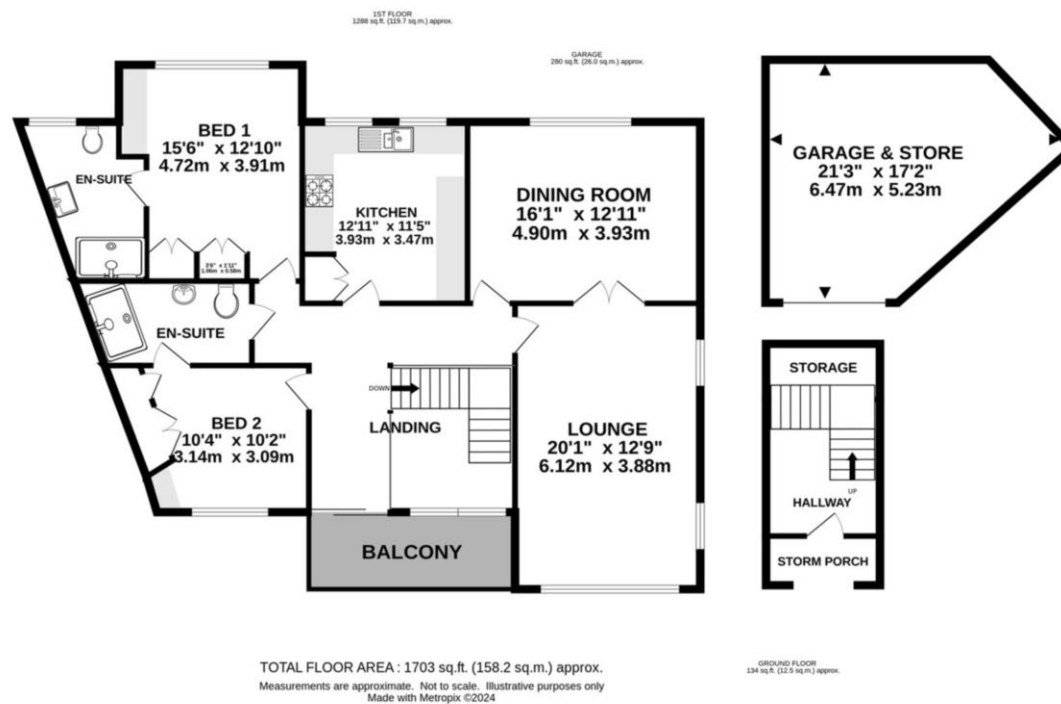 1ST FLOOR
1288 sq.ft. (119.7 sq.m.) approx.
GARAGE
280 sq.ft. (26.0 sq.m.) approx.
BED 1
15'6" x 12'10"
4.72m x 3.91m
EN-SUITE
KITCHEN
12'11" x 11'5"
3.93m x 3.47m
DINING ROOM
16'1" x 12'11"
4.90m x 3.93m
GARAGE & STORE
21'3" x 17'2"
6.47m x 5.23m
EN-SUITE
BED 2
10'4" x 10'2"
3.14m x 3.09m
DOWN
LANDING
LOUNGE
20'1" x 12'9"
6.12m x 3.88m
BALCONY
STORAGE
UP
HALLWAY
STORM PORCH
GROUND FLOOR
134 sq.ft. (12.5 sq.m.) approx.
TOTAL FLOOR AREA : 1703 sq.ft. (158.2 sq.m.) approx.
Measurements are approximate. Not to scale. Illustrative purposes only
Made with Metropix ©2024